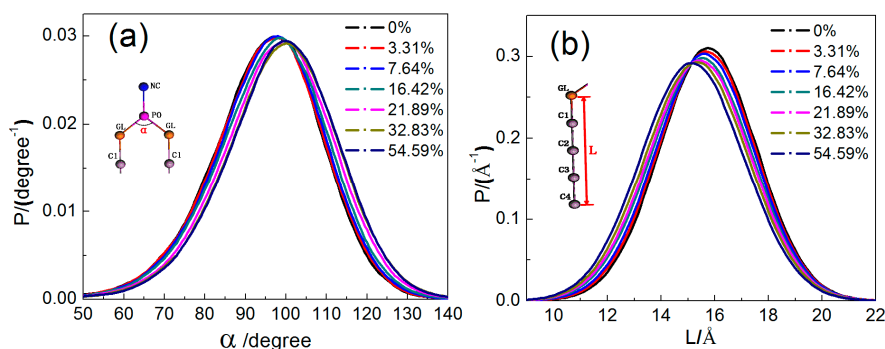 (a)
0%
3.31%
7.64%
16.42%
21.89%
32.83%
54.59%
NC
PO
GL
GL
α
C1
C1
P/(degree⁻¹)
0.03
0.02
0.01
0.00
50 60 70 80 90 100 110 120 130 140
α /degree
(b)
0%
3.31%
7.64%
16.42%
21.89%
32.83%
54.59%
GL
C1
C2
C3
C4
L
P/(Å⁻¹)
0.3
0.2
0.1
0.0
10 12 14 16 18 20 22
L/Å